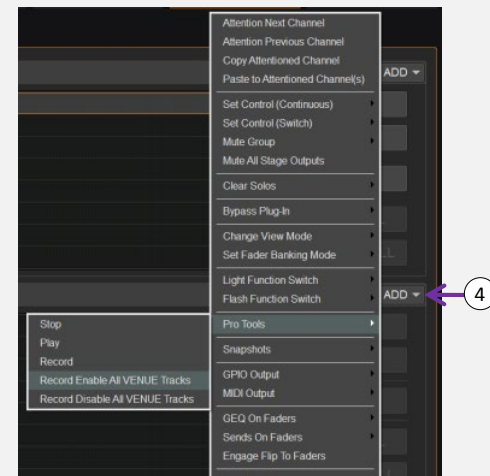 Attention Next Channel
Attention Previous Channel
Copy Attentioned Channel
Paste to Attentioned Channel(s)
ADD
Set Control (Continuous)
Set Control (Switch)
Mute Group
Mute All Stage Outputs
Clear Solos
Bypass Plug-In
Change View Mode
Set Fader Banking Mode
Light Function Switch
Flash Function Switch
ADD
4
Pro Tools
Stop
Play
Record
Record Enable All VENUE Tracks
Record Disable All VENUE Tracks
Snapshots
GPIO Output
MIDI Output
GEQ On Faders
Sends On Faders
Engage Flip To Faders